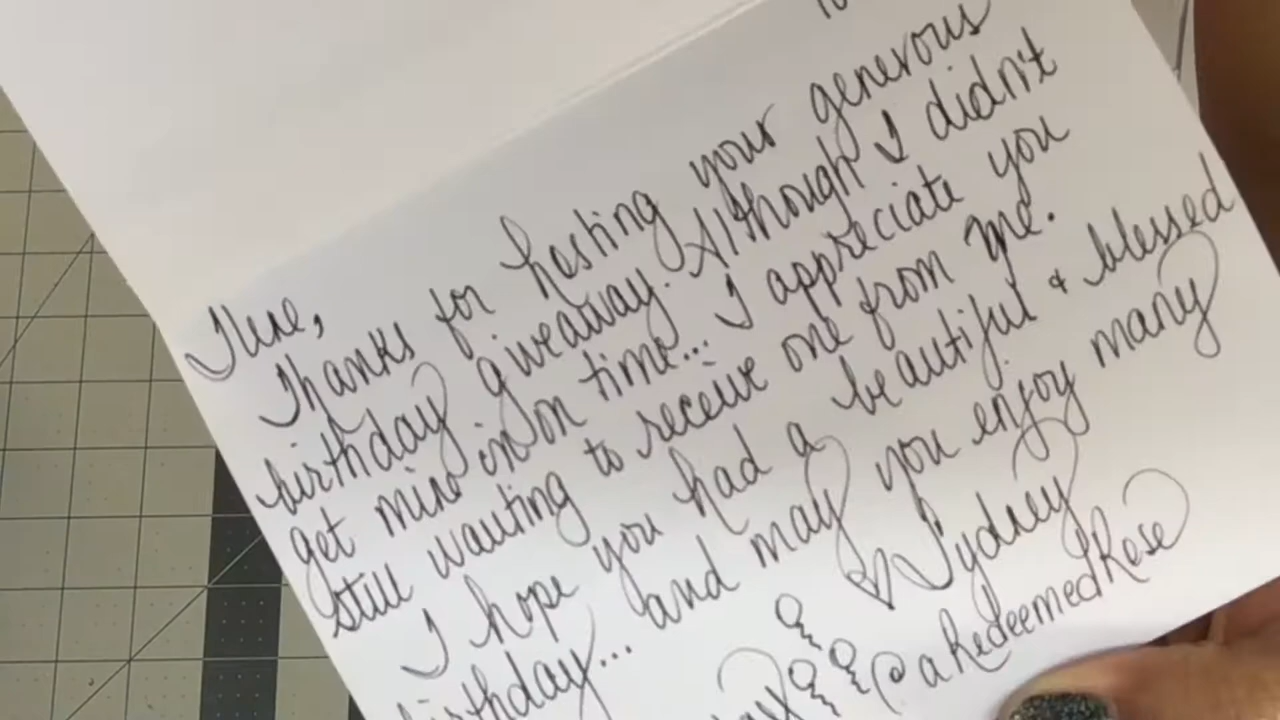 Thanks for hosting your generous
birthday giveaway. Although I didn't
get mine in on time... I appreciate you
still wanting to receive one from me.
I hope you had a beautiful & blessed
birthday... and may you enjoy many
Sydney
@aRedeemedRose